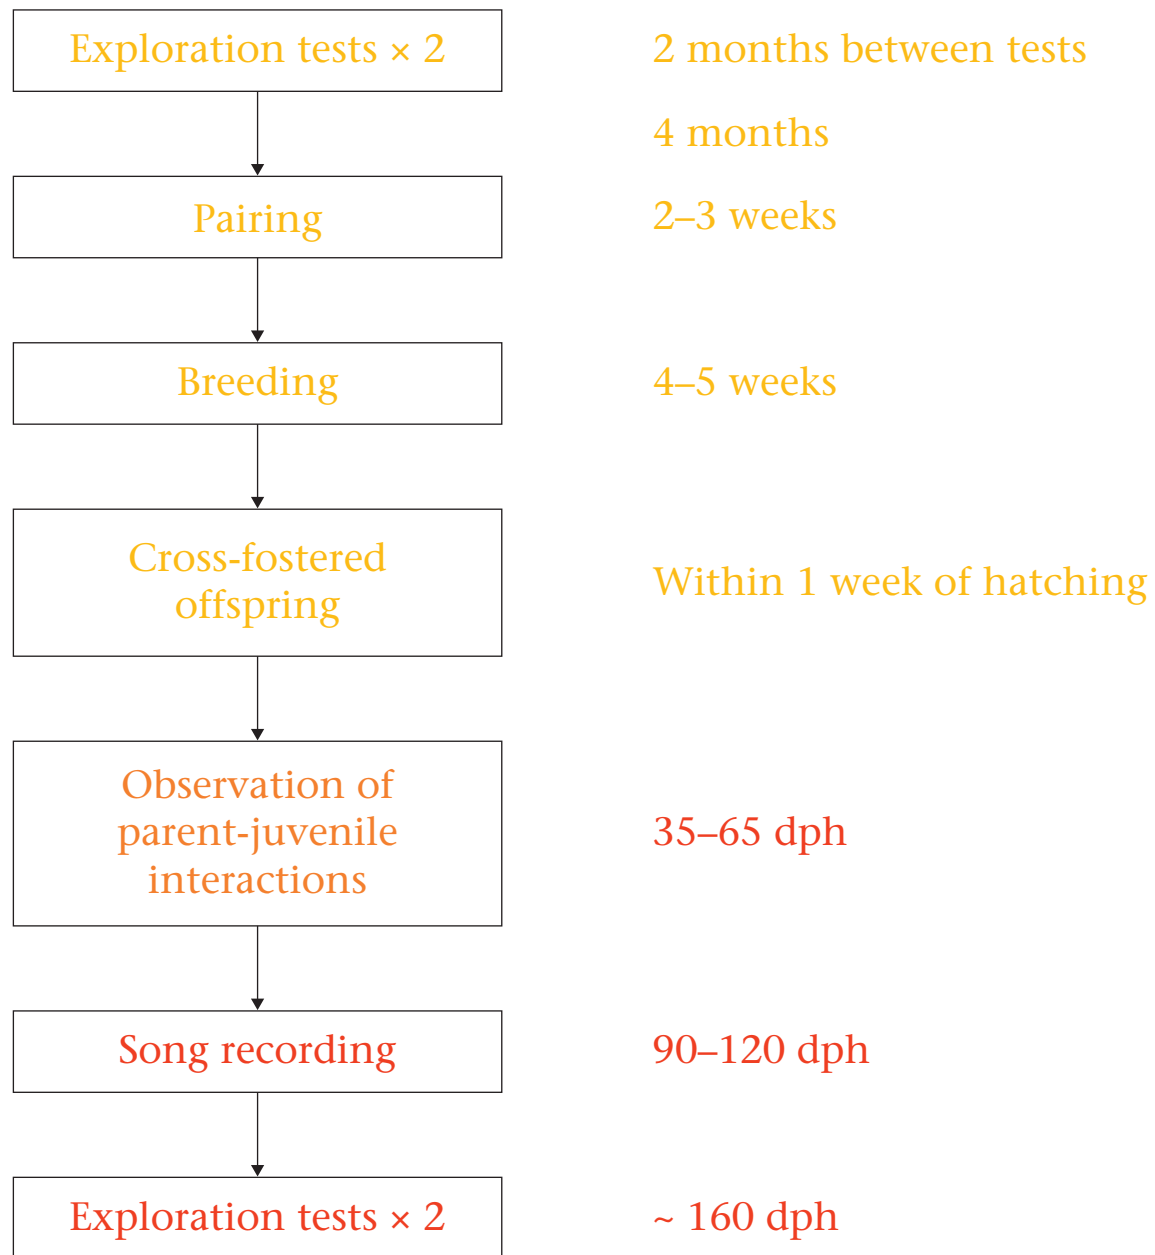 Exploration tests × 2
2 months between tests
4 months
Pairing
2–3 weeks
Breeding
4–5 weeks
Cross-fostered
offspring
Within 1 week of hatching
Observation of
parent-juvenile
interactions
35–65 dph
Song recording
90–120 dph
Exploration tests × 2
~ 160 dph